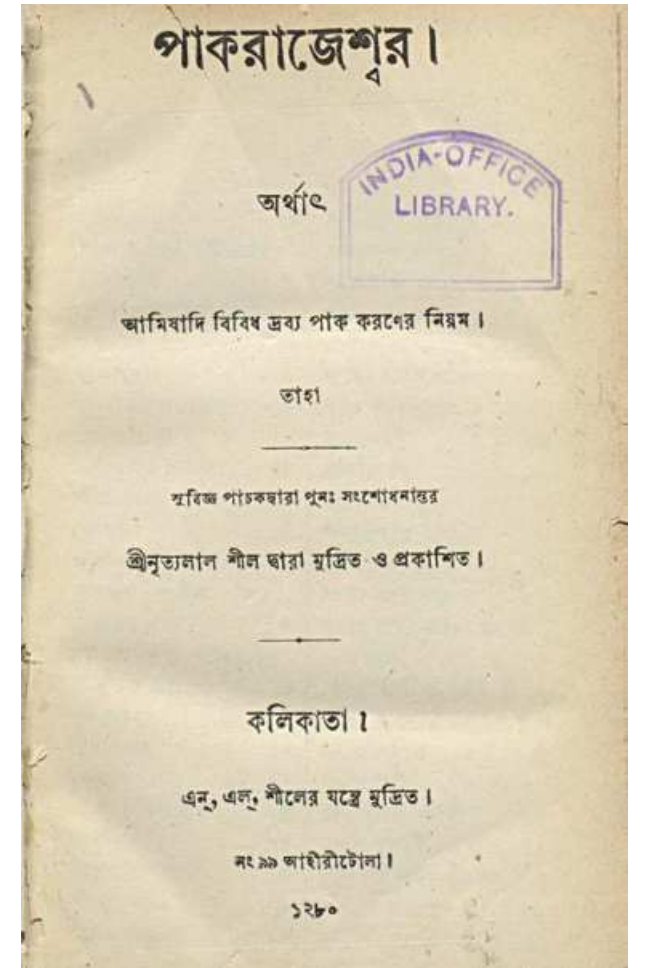 পাকরাজেশ্বর।
INDIA-OFFICE
LIBRARY.
অর্থাৎ
আমিষাদি বিবিধ দ্রব্য পাক করণের নিয়ম।
তাহা
সুবিজ্ঞ পাচকদ্বারা পুনঃ সংশোধনান্তর
শ্রীনৃত্যলাল শীল দ্বারা মুদ্রিত ও প্রকাশিত।
কলিকাতা।
এন্, এল্, শীলের যন্ত্রে মুদ্রিত।
নং ৯৯ আহীরীটোলা।
১২৮০